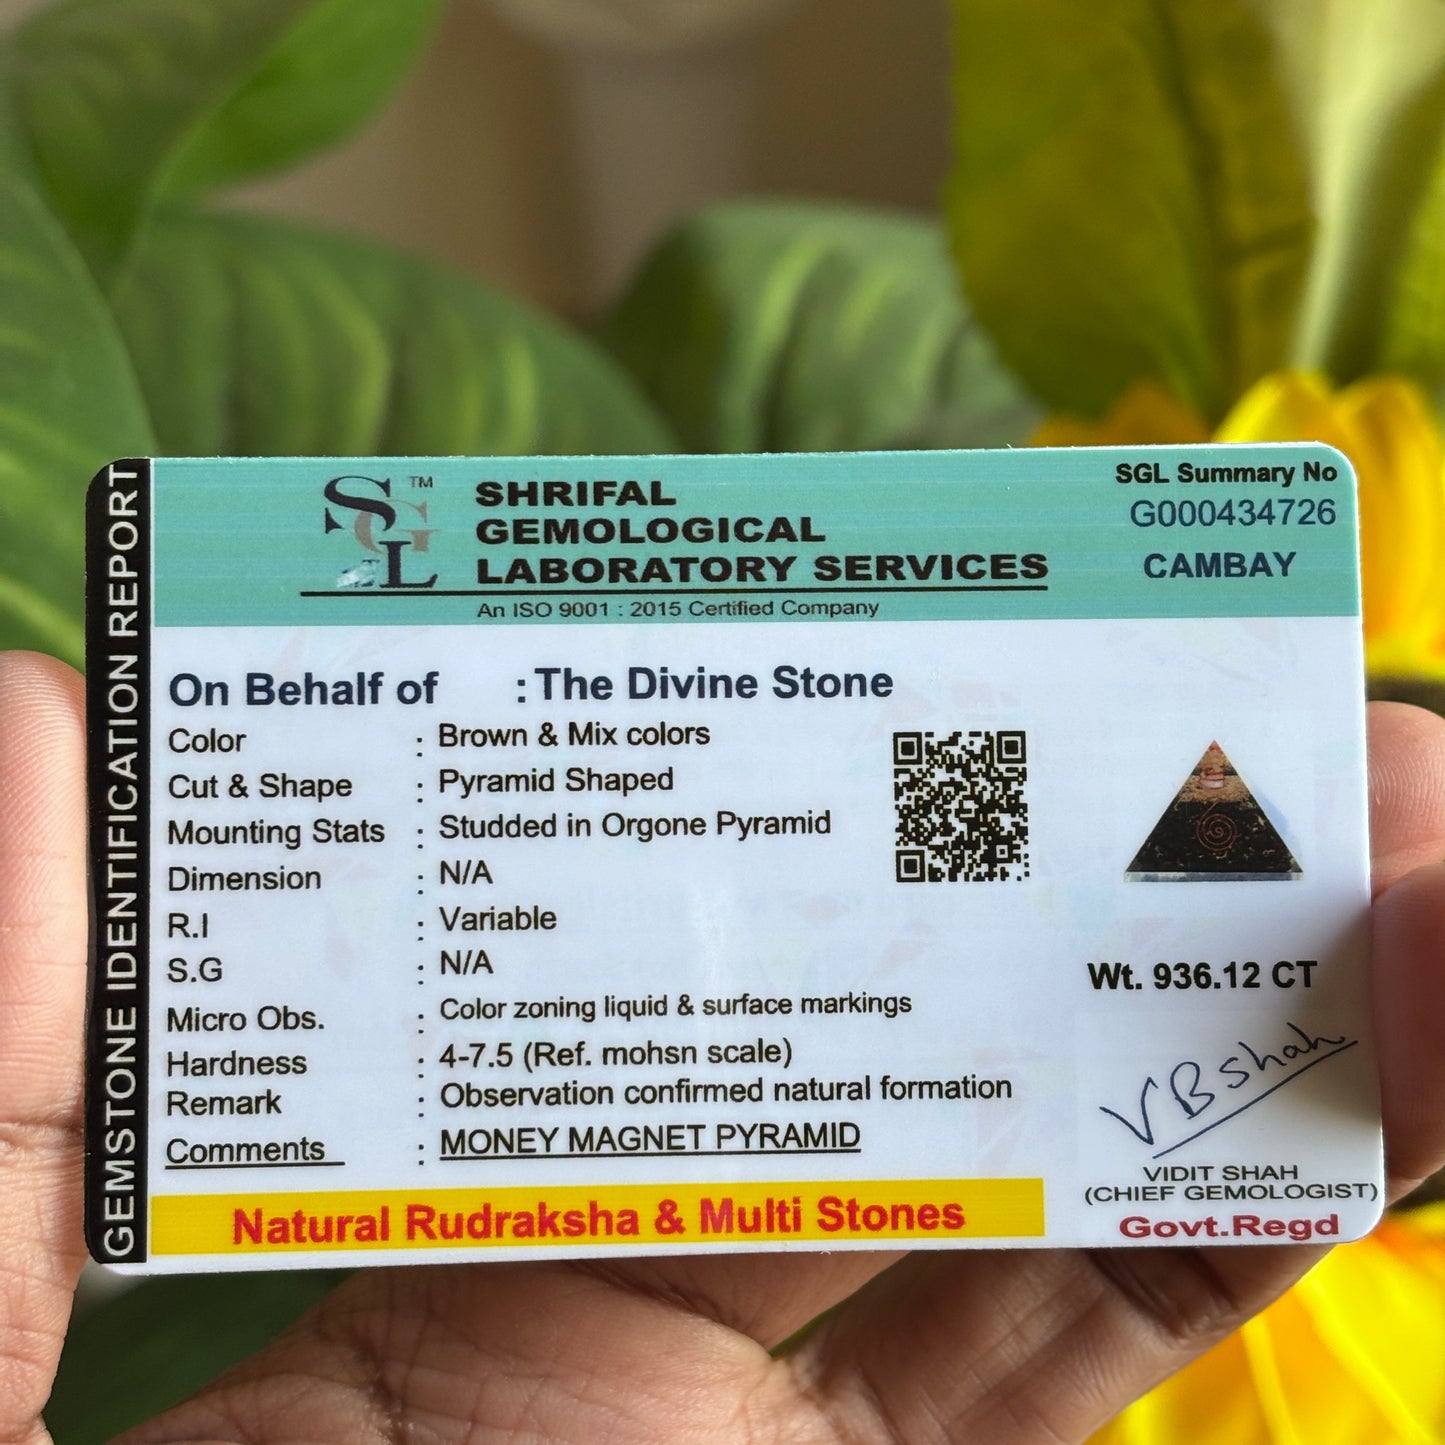 GEMSTONE IDENTIFICATION REPORT
SGL TM
SHRIFAL
GEMOLOGICAL
LABORATORY SERVICES
An ISO 9001 : 2015 Certified Company
SGL Summary No
G000434726
CAMBAY
On Behalf of : The Divine Stone
Color : Brown & Mix colors
Cut & Shape : Pyramid Shaped
Mounting Stats : Studded in Orgone Pyramid
Dimension : N/A
R.I : Variable
S.G : N/A
Micro Obs. : Color zoning liquid & surface markings
Hardness : 4-7.5 (Ref. mohsn scale)
Remark : Observation confirmed natural formation
Comments : MONEY MAGNET PYRAMID
Natural Rudraksha & Multi Stones
Wt. 936.12 CT
VBshah
VIDIT SHAH
(CHIEF GEMOLOGIST)
Govt.Regd